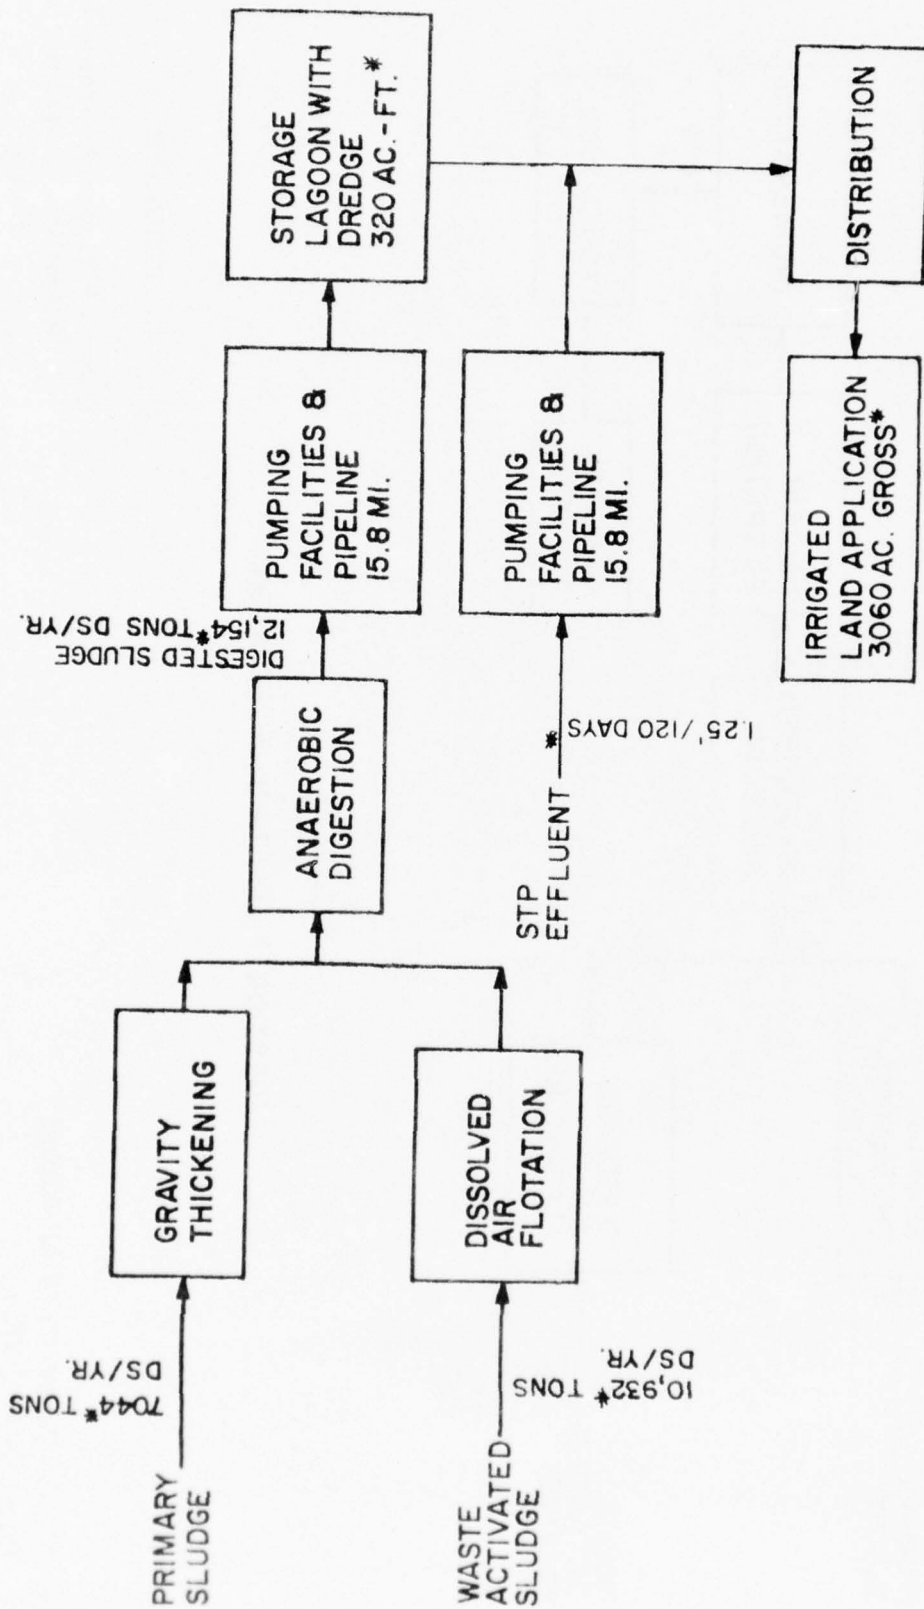 PRIMARY
SLUDGE
7044* TONS
DS/YR.
GRAVITY
THICKENING
WASTE
ACTIVATED
SLUDGE
10,932* TONS
DS/YR.
DISSOLVED
AIR
FLOTATION
ANAEROBIC
DIGESTION
DIGESTED SLUDGE
12,154* TONS DS/YR.
PUMPING
FACILITIES &
PIPELINE
15.8 MI.
STORAGE
LAGOON WITH
DREDGE
320 AC.-FT.*
STP
EFFLUENT
*
1.25'/120 DAYS
PUMPING
FACILITIES &
PIPELINE
15.8 MI.
DISTRIBUTION
IRRIGATED
LAND APPLICATION
3060 AC. GROSS*